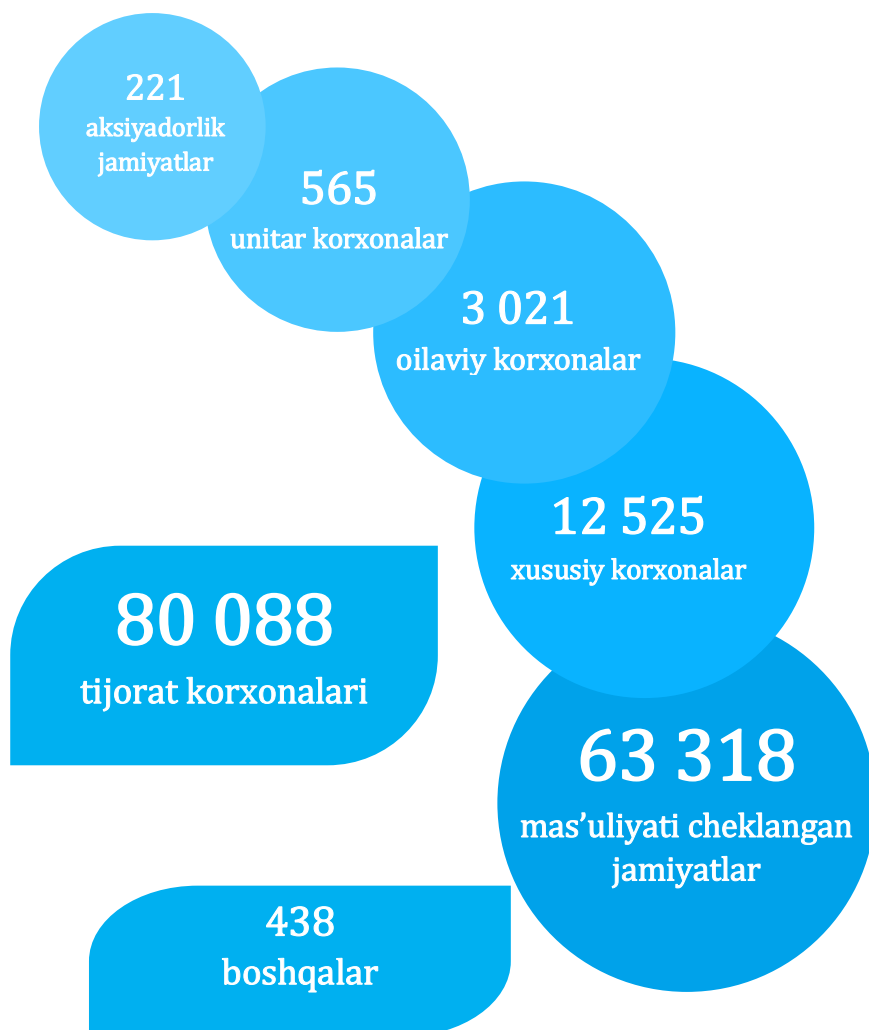 221
aksiyadorlik
jamiyatlar
565
unitar korxonalar
3 021
oilaviy korxonalar
12 525
xususiy korxonalar
80 088
tijorat korxonalari
63 318
mas’uliyati cheklangan
jamiyatlar
438
boshqalar